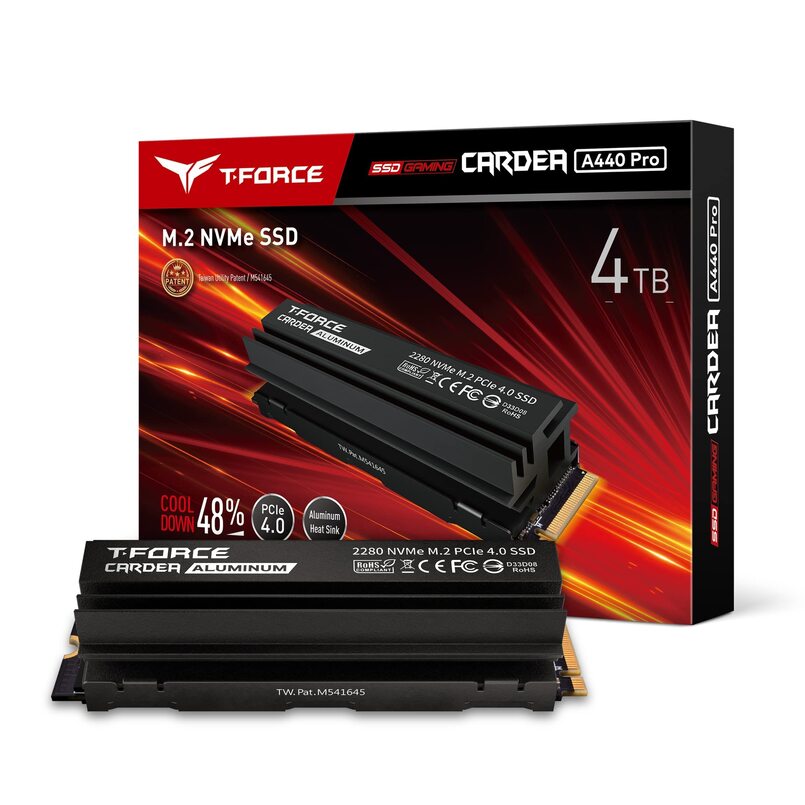 T-FORCE
SSD GAMING CARDEA A440 Pro
M.2 NVMe SSD
PATENT
Taiwan Utility Patent / M541645
4TB
T-FORCE
CARDEA ALUMINUM
2280 NVMe M.2 PCIe 4.0 SSD
RoHS
COMPLIANT
CE FC
D33D08
RoHS
TW.Pat.M541645
COOL
DOWN 48%
PCIe
4.0
Aluminum
Heat Sink
SSD GAMING CARDEA A440 Pro
T-FORCE
CARDEA ALUMINUM
2280 NVMe M.2 PCIe 4.0 SSD
RoHS
COMPLIANT
CE FC
D33D08
RoHS
TW.Pat.M541645